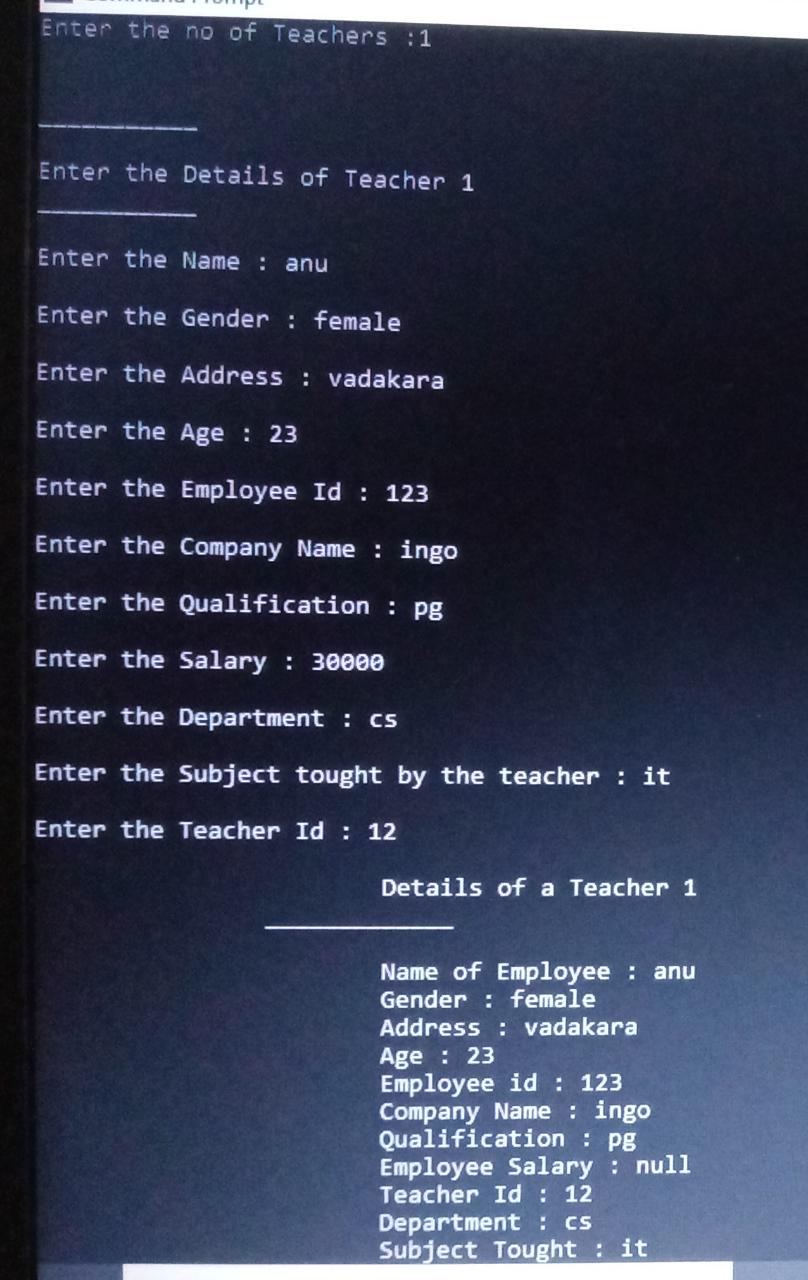 Enter the no of Teachers :1
Enter the Details of Teacher 1
Enter the Name : anu
Enter the Gender : female
Enter the Address : vadakara
Enter the Age : 23
Enter the Employee Id : 123
Enter the Company Name : ingo
Enter the Qualification : pg
Enter the Salary : 30000
Enter the Department : cs
Enter the Subject tought by the teacher : it
Enter the Teacher Id : 12
Details of a Teacher 1
Name of Employee : anu
Gender : female
Address : vadakara
Age : 23
Employee id : 123
Company Name : ingo
Qualification : pg
Employee Salary : null
Teacher Id : 12
Department : cs
Subject Tought : it